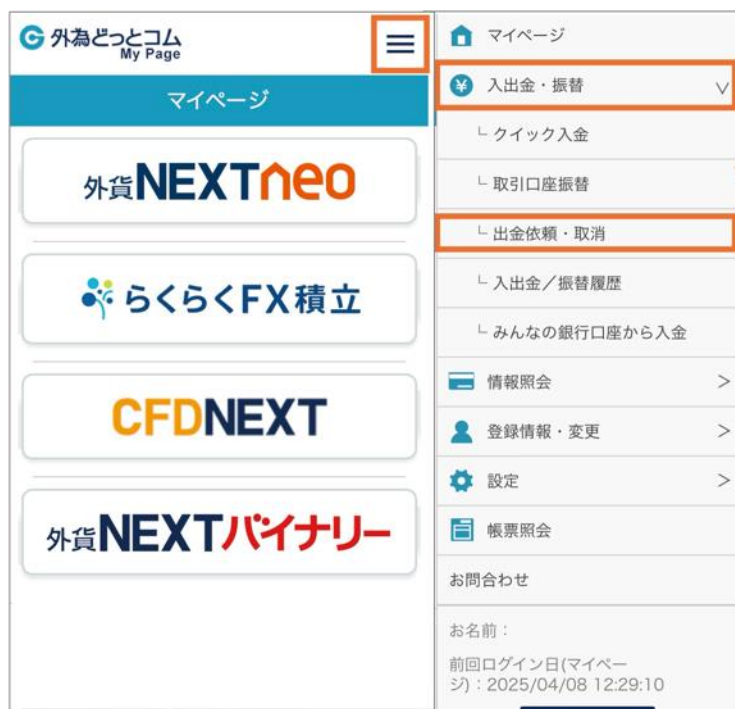 外為どっとコム
My Page
マイページ
外貨NEXTneo
らくらくFX積立
CFDNEXT
外貨NEXTバイナリー
マイページ
入出金・振替
└ クイック入金
└ 取引口座振替
└ 出金依頼・取消
└ 入出金／振替履歴
└ みんなの銀行口座から入金
情報照会
登録情報・変更
設定
帳票照会
お問合わせ
お名前：
前回ログイン日(マイペー
ジ)：2025/04/08 12:29:10